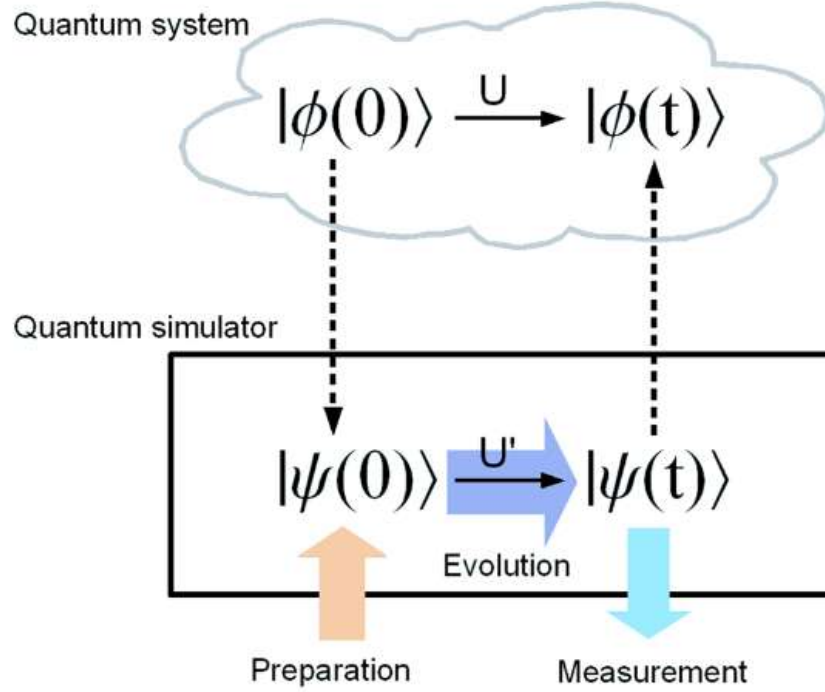 Quantum system
|ϕ(0)⟩ U |ϕ(t)⟩
Quantum simulator
|ψ(0)⟩ U' |ψ(t)⟩
Evolution
Preparation Measurement